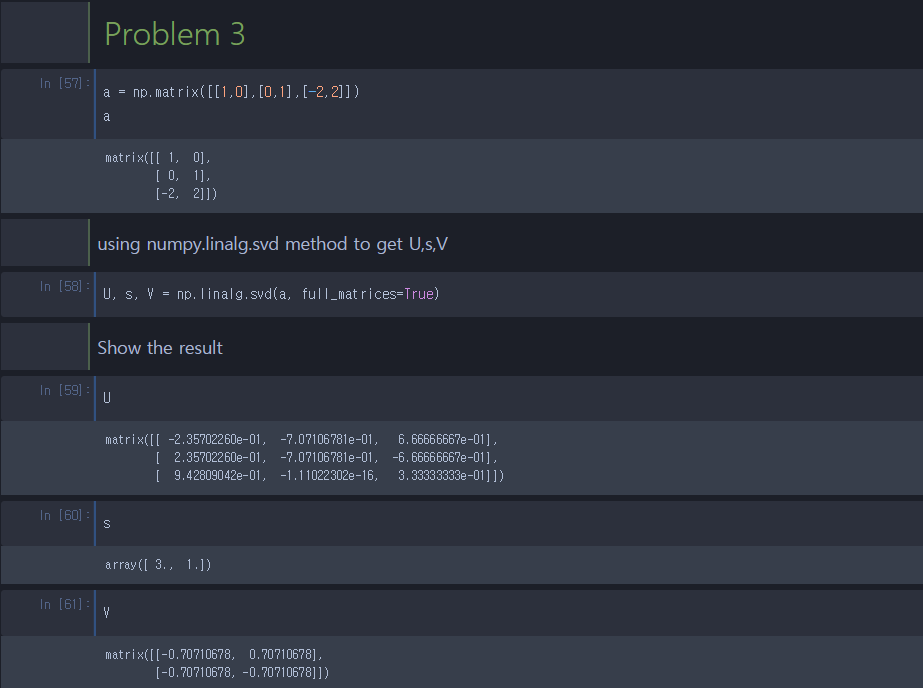 Problem 3
In [57]:
a = np.matrix([[1,0],[0,1],[-2,2]])
a
matrix([[ 1,  0],
        [ 0,  1],
        [-2,  2]])
using numpy.linalg.svd method to get U,s,V
In [58]:
U, s, V = np.linalg.svd(a, full_matrices=True)
Show the result
In [59]:
U
matrix([[ -2.35702260e-01,  -7.07106781e-01,   6.66666667e-01],
        [  2.35702260e-01,  -7.07106781e-01,  -6.66666667e-01],
        [  9.42809042e-01,  -1.11022302e-16,   3.33333333e-01]])
In [60]:
s
array([ 3.,  1.])
In [61]:
V
matrix([[-0.70710678,  0.70710678],
        [-0.70710678, -0.70710678]])